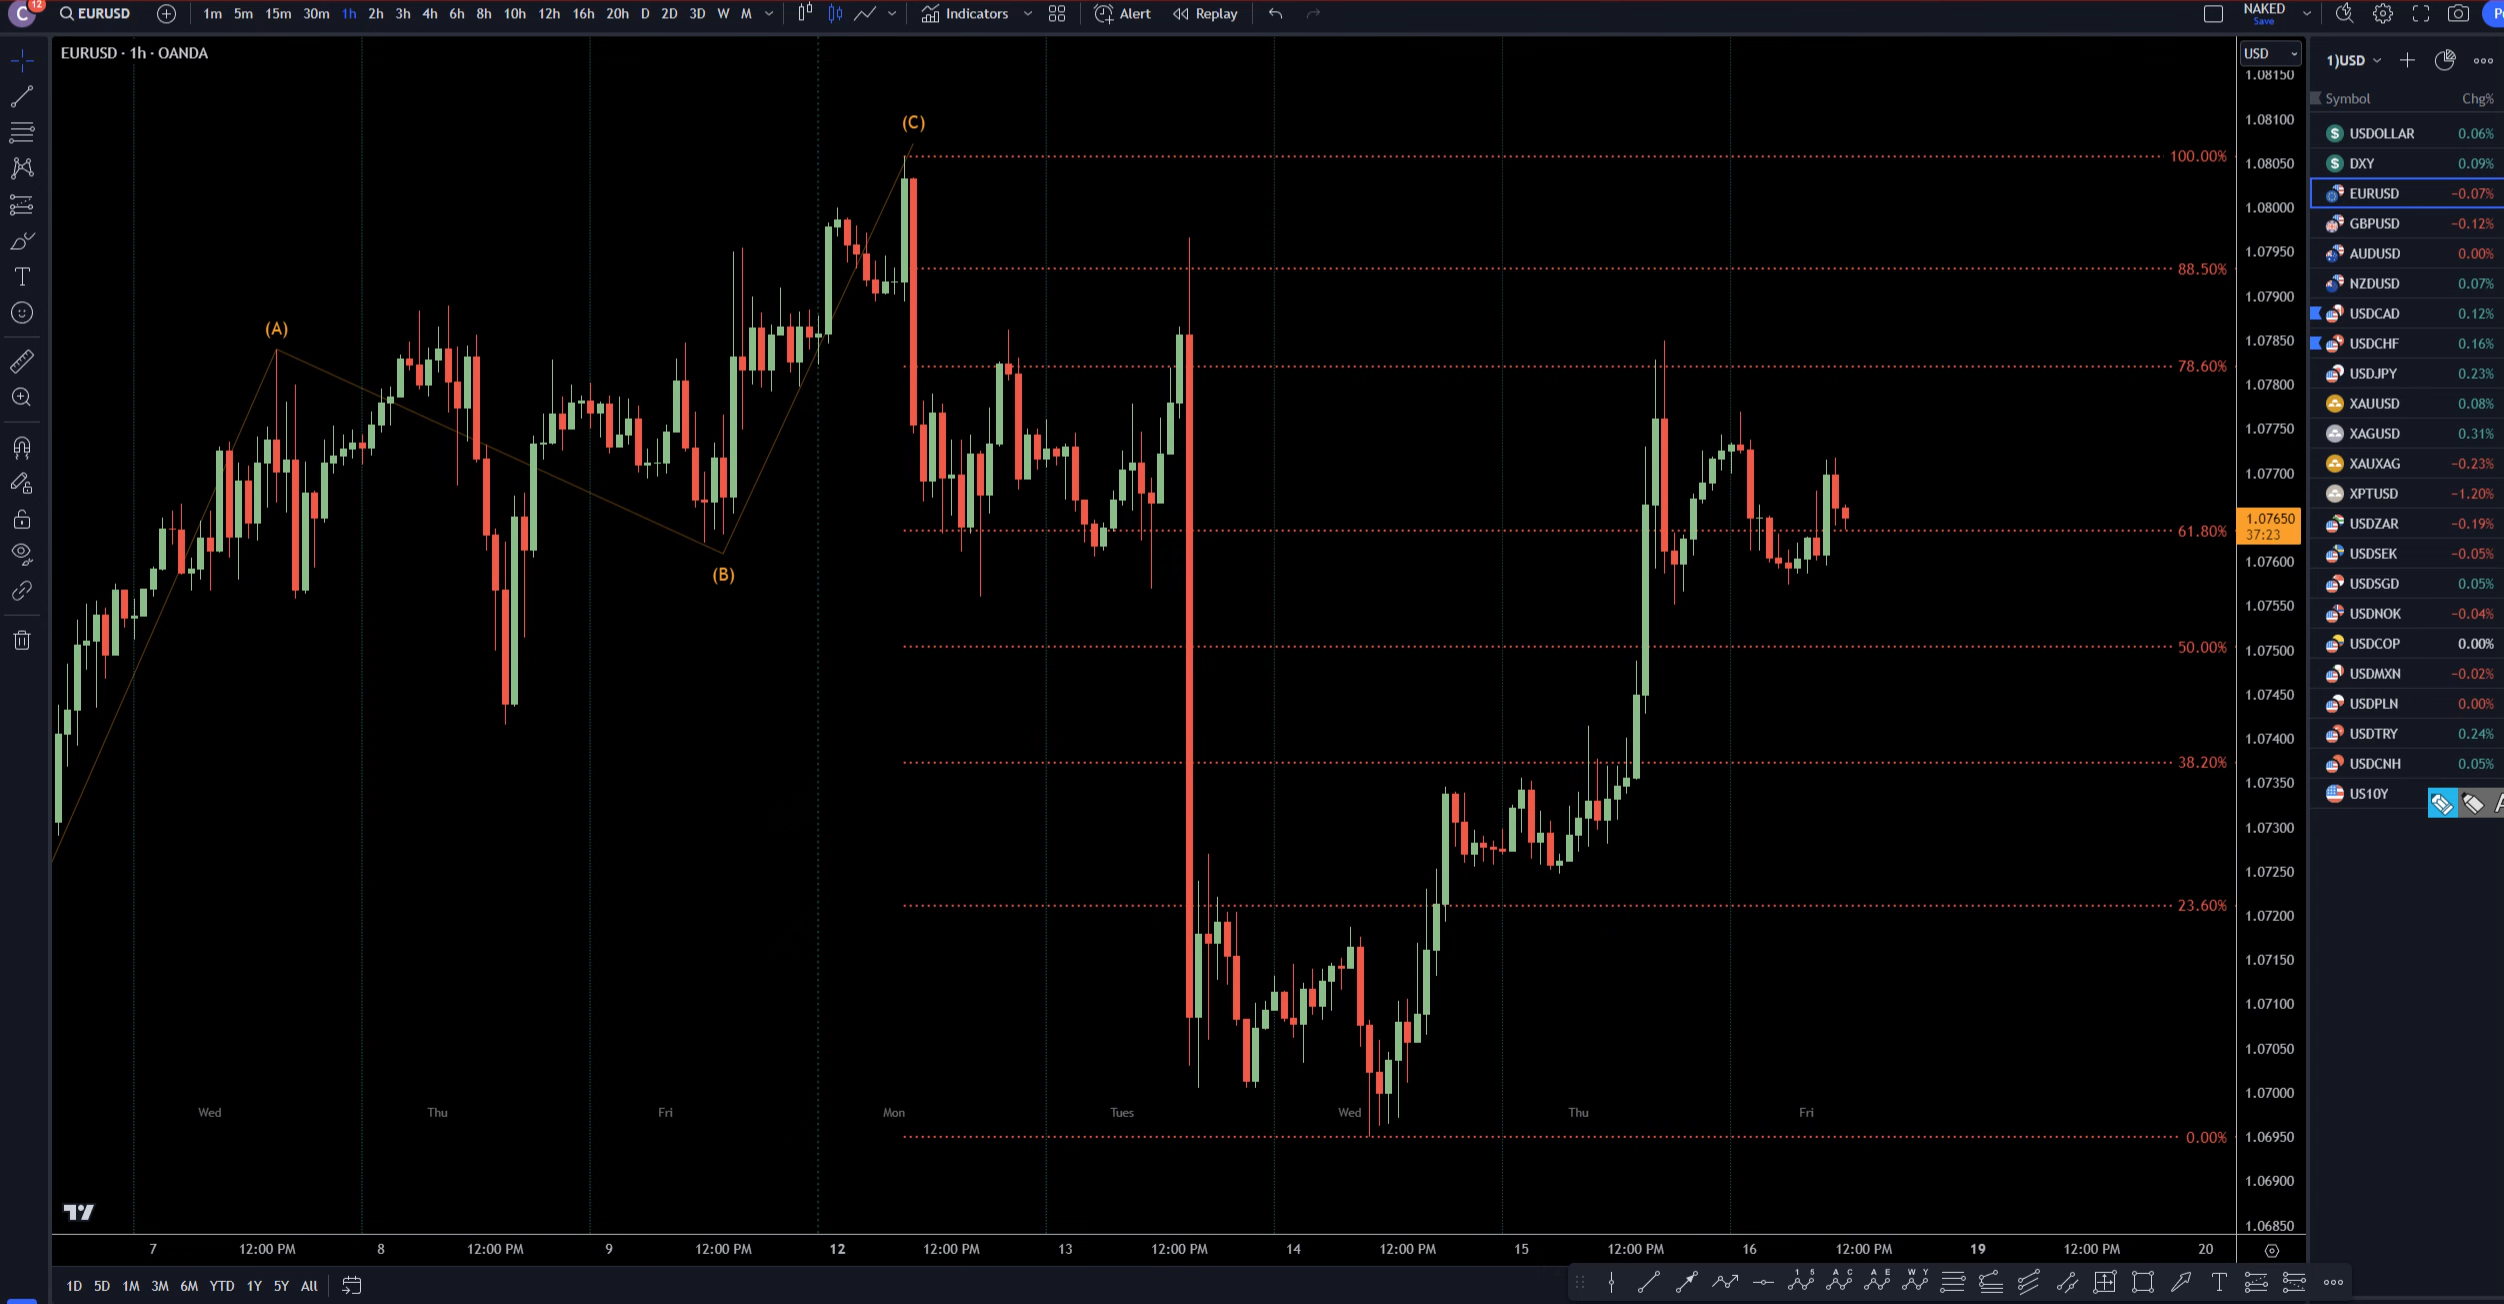 C 12 EURUSD 1m 5m 15m 30m 1h 2h 3h 4h 6h 8h 10h 12h 16h 20h D 2D 3D W M Indicators Alert Replay NAKED
Save
EURUSD · 1h · OANDA
USD
1)USD
Symbol Chg%
USDOLLAR 0.06%
DXY 0.09%
EURUSD −0.07%
GBPUSD −0.12%
AUDUSD 0.00%
NZDUSD 0.07%
USDCAD 0.12%
USDCHF 0.16%
USDJPY 0.23%
XAUUSD 0.08%
XAGUSD 0.31%
XAUXAG −0.23%
XPTUSD −1.20%
USDZAR −0.19%
USDSEK −0.05%
USDSGD 0.05%
USDNOK −0.04%
USDCOP 0.00%
USDMXN −0.02%
USDPLN 0.00%
USDTRY 0.24%
USDCNH 0.05%
US10Y
1.08150
1.08100
1.08050
1.08000
1.07950
1.07900
1.07850
1.07800
1.07750
1.07700
1.07650
37:23
1.07600
1.07550
1.07500
1.07450
1.07400
1.07350
1.07300
1.07250
1.07200
1.07150
1.07100
1.07050
1.07000
1.06950
1.06900
1.06850
(C)
(A)
(B)
100.00%
88.50%
78.60%
61.80%
50.00%
38.20%
23.60%
0.00%
Wed Thu Fri Mon Tues Wed Thu Fri
7 12:00 PM 8 12:00 PM 9 12:00 PM 12 12:00 PM 13 12:00 PM 14 12:00 PM 15 12:00 PM 16 12:00 PM 19 12:00 PM 20
1D 5D 1M 3M 6M YTD 1Y 5Y All